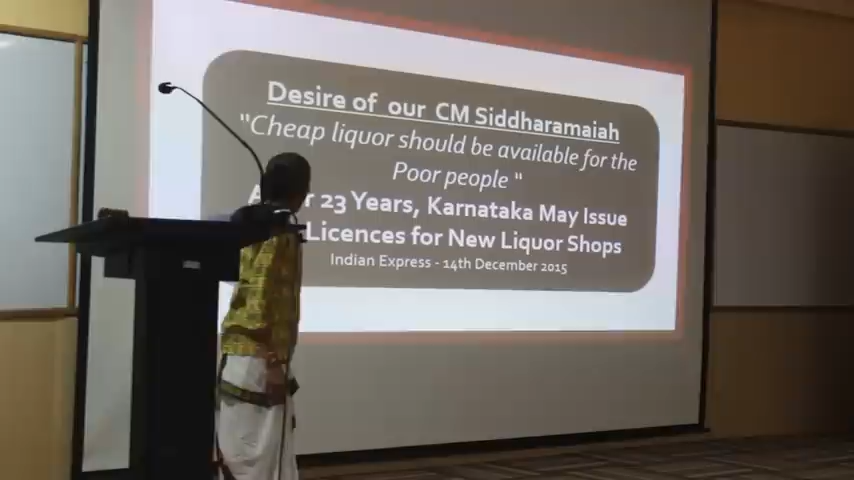 Desire of our CM Siddharamaiah
"Cheap liquor should be available for the
Poor people "
23 Years, Karnataka May Issue
Licences for New Liquor Shops
Indian Express - 14th December 2015